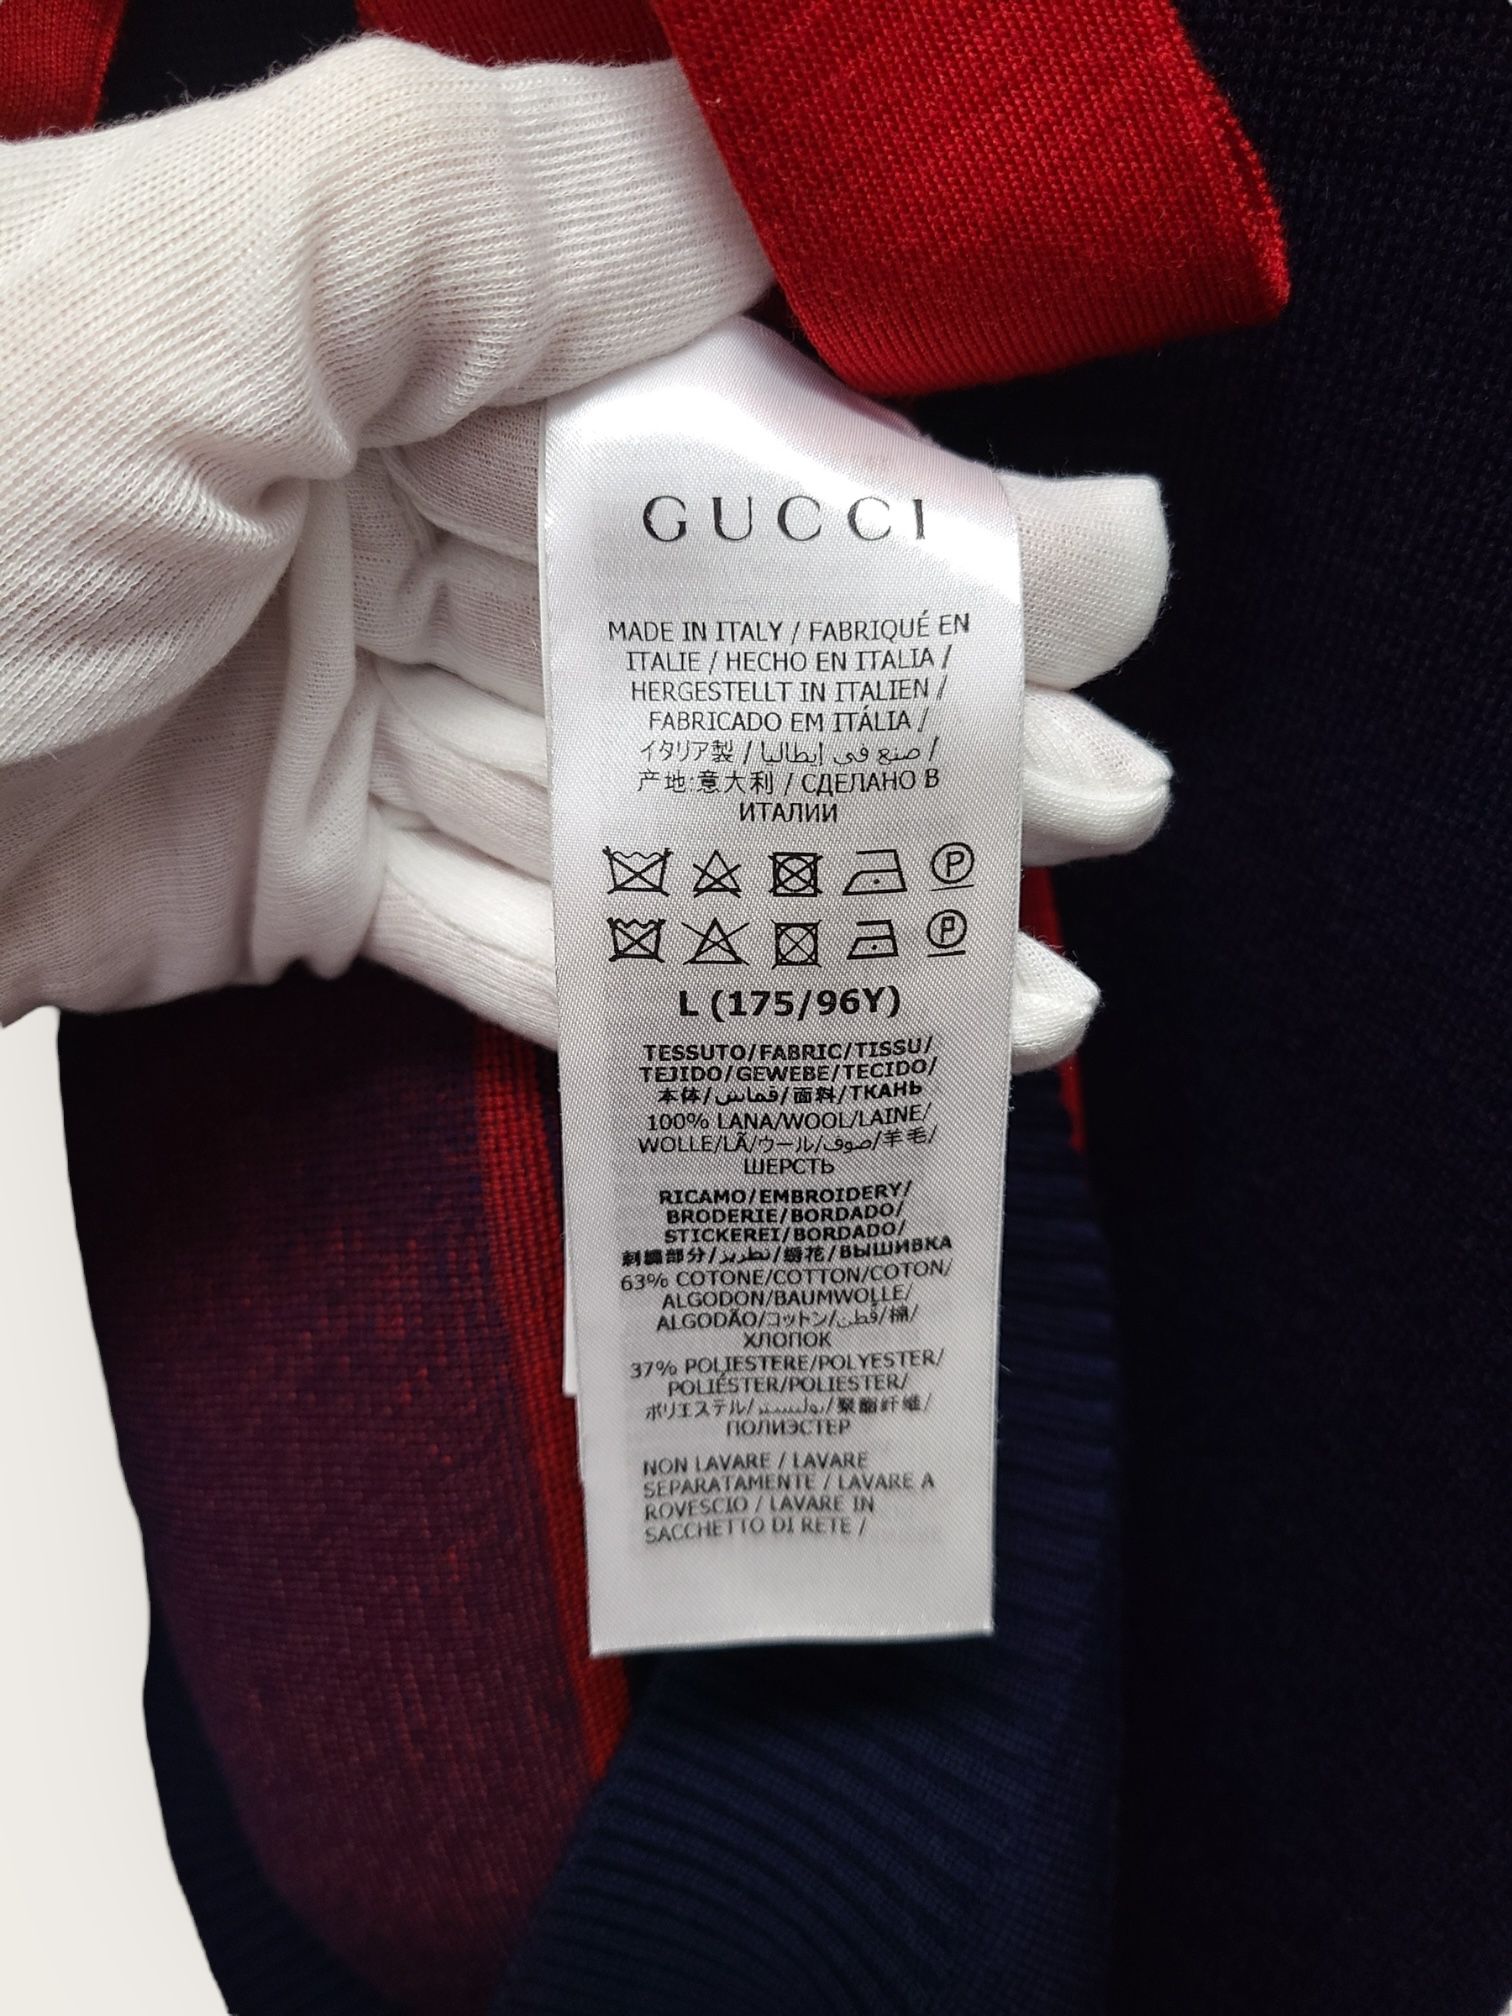 GUCCI
MADE IN ITALY / FABRIQUÉ EN
ITALIE / HECHO EN ITALIA /
HERGESTELLT IN ITALIEN /
FABRICADO EM ITÁLIA /
イタリア製 / صنع في إيطاليا /
产地:意大利 / СДЕЛАНО В
ИТАЛИИ
P
P
L (175/96Y)
TESSUTO/FABRIC/TISSU/
TEJIDO/GEWEBE/TECIDO/
本体/قماش/面料/ТКАНЬ
100% LANA/WOOL/LAINE/
WOLLE/LÃ/ウール/صوف/羊毛/
ШЕРСТЬ
RICAMO/EMBROIDERY/
BRODERIE/BORDADO/
STICKEREI/BORDADO/
刺繍部分/تطريز/绣花/ВЫШИВКА
63% COTONE/COTTON/COTON/
ALGODON/BAUMWOLLE/
ALGODÃO/コットン/قطن/棉/
ХЛОПОК
37% POLIESTERE/POLYESTER/
POLIÉSTER/POLIESTER/
ポリエステル/بوليستر/聚酯纤维/
ПОЛИЭСТЕР
NON LAVARE / LAVARE
SEPARATAMENTE / LAVARE A
ROVESCIO / LAVARE IN
SACCHETTO DI RETE /